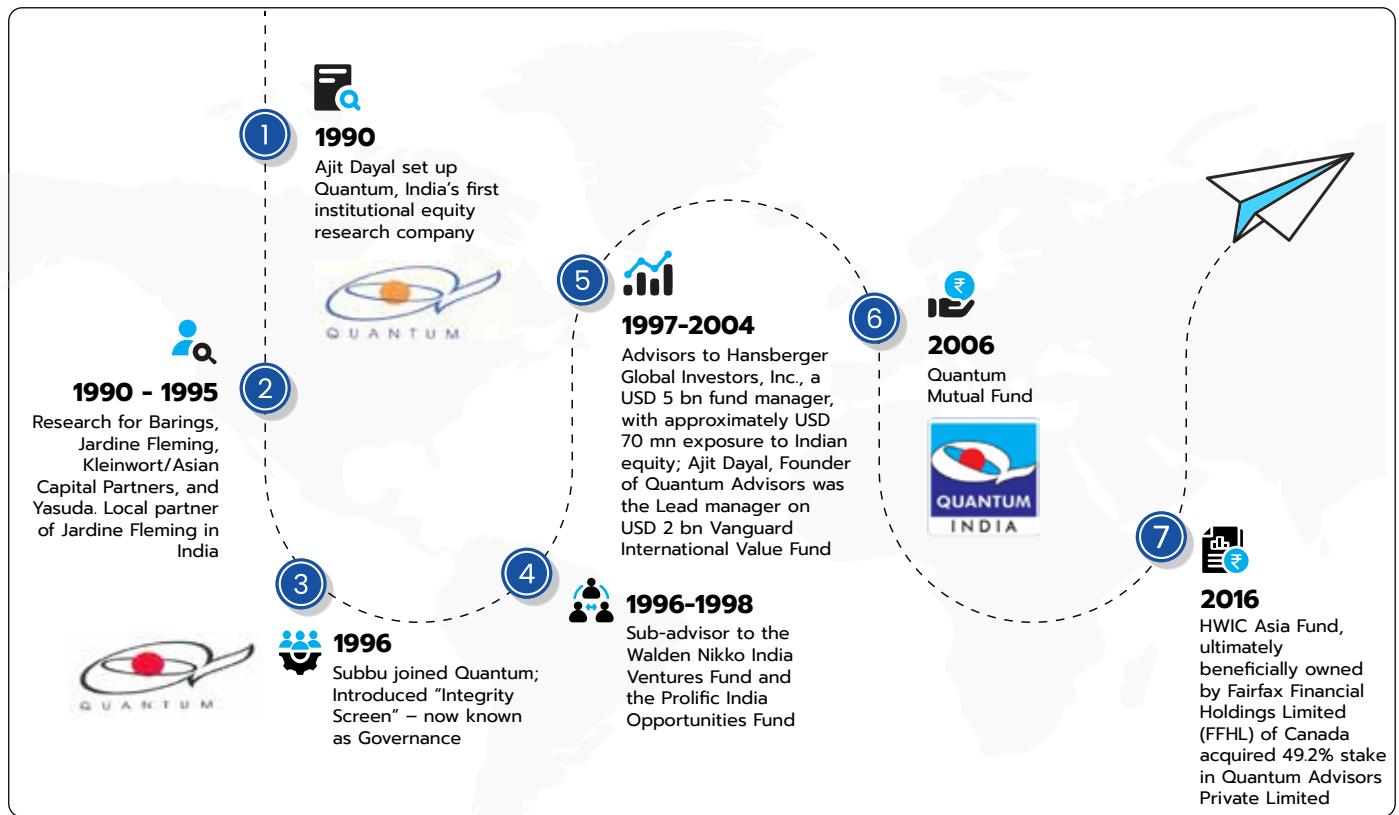 1
1990
Ajit Dayal set up
Quantum, India's first
institutional equity
research company
QUANTUM
2
1990 - 1995
Research for Barings,
Jardine Fleming,
Kleinwort/Asian
Capital Partners, and
Yasuda. Local partner
of Jardine Fleming in
India
3
1996
Subbu joined Quantum;
Introduced “Integrity
Screen” – now known
as Governance
QUANTUM
4
1996-1998
Sub-advisor to the
Walden Nikko India
Ventures Fund and
the Prolific India
Opportunities Fund
5
1997-2004
Advisors to Hansberger
Global Investors, Inc., a
USD 5 bn fund manager,
with approximately USD
70 mn exposure to Indian
equity; Ajit Dayal, Founder
of Quantum Advisors was
the Lead manager on
USD 2 bn Vanguard
International Value Fund
6
₹
2006
Quantum
Mutual Fund
QUANTUM
INDIA
7
₹
2016
HWIC Asia Fund,
ultimately
beneficially owned
by Fairfax Financial
Holdings Limited
(FFHL) of Canada
acquired 49.2% stake
in Quantum Advisors
Private Limited